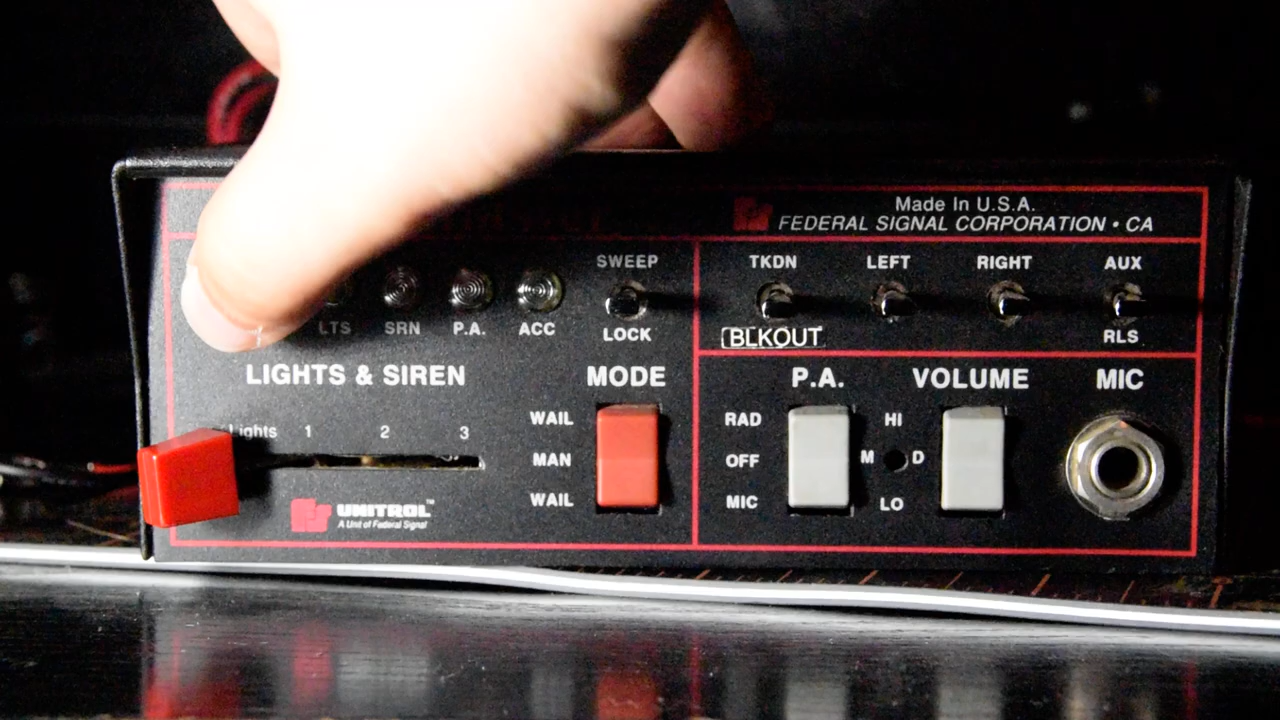 Made In U.S.A.
FEDERAL SIGNAL CORPORATION • CA
SWEEP
TKDN LEFT RIGHT AUX
LTS SRN P.A. ACC LOCK
BLKOUT RLS
LIGHTS & SIREN MODE P.A. VOLUME MIC
WAIL RAD HI
Lights 1 2 3
MAN OFF M D
WAIL MIC LO
UNITROL™
A Unit of Federal Signal